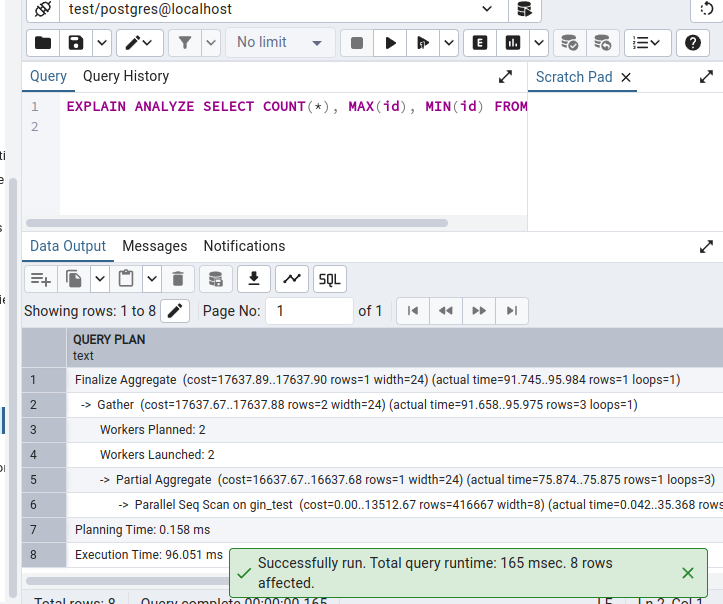 test/postgres@localhost
No limit
E
Query
Query History
Scratch Pad
1
EXPLAIN ANALYZE SELECT COUNT(*), MAX(id), MIN(id) FROM
2
Data Output
Messages
Notifications
SQL
Showing rows: 1 to 8
Page No:
1
of 1
QUERY PLAN
text
1
Finalize Aggregate (cost=17637.89..17637.90 rows=1 width=24) (actual time=91.745..95.984 rows=1 loops=1)
2
-> Gather (cost=17637.67..17637.88 rows=2 width=24) (actual time=91.658..95.975 rows=3 loops=1)
3
Workers Planned: 2
4
Workers Launched: 2
5
-> Partial Aggregate (cost=16637.67..16637.68 rows=1 width=24) (actual time=75.874..75.875 rows=1 loops=3)
6
-> Parallel Seq Scan on gin_test (cost=0.00..13512.67 rows=416667 width=8) (actual time=0.042..35.368 rows
7
Planning Time: 0.158 ms
8
Execution Time: 96.051 ms
Successfully run. Total query runtime: 165 msec. 8 rows
affected.
Total rows: 8
Query complete 00:00:00.165
LF
Ln 2, Col 1